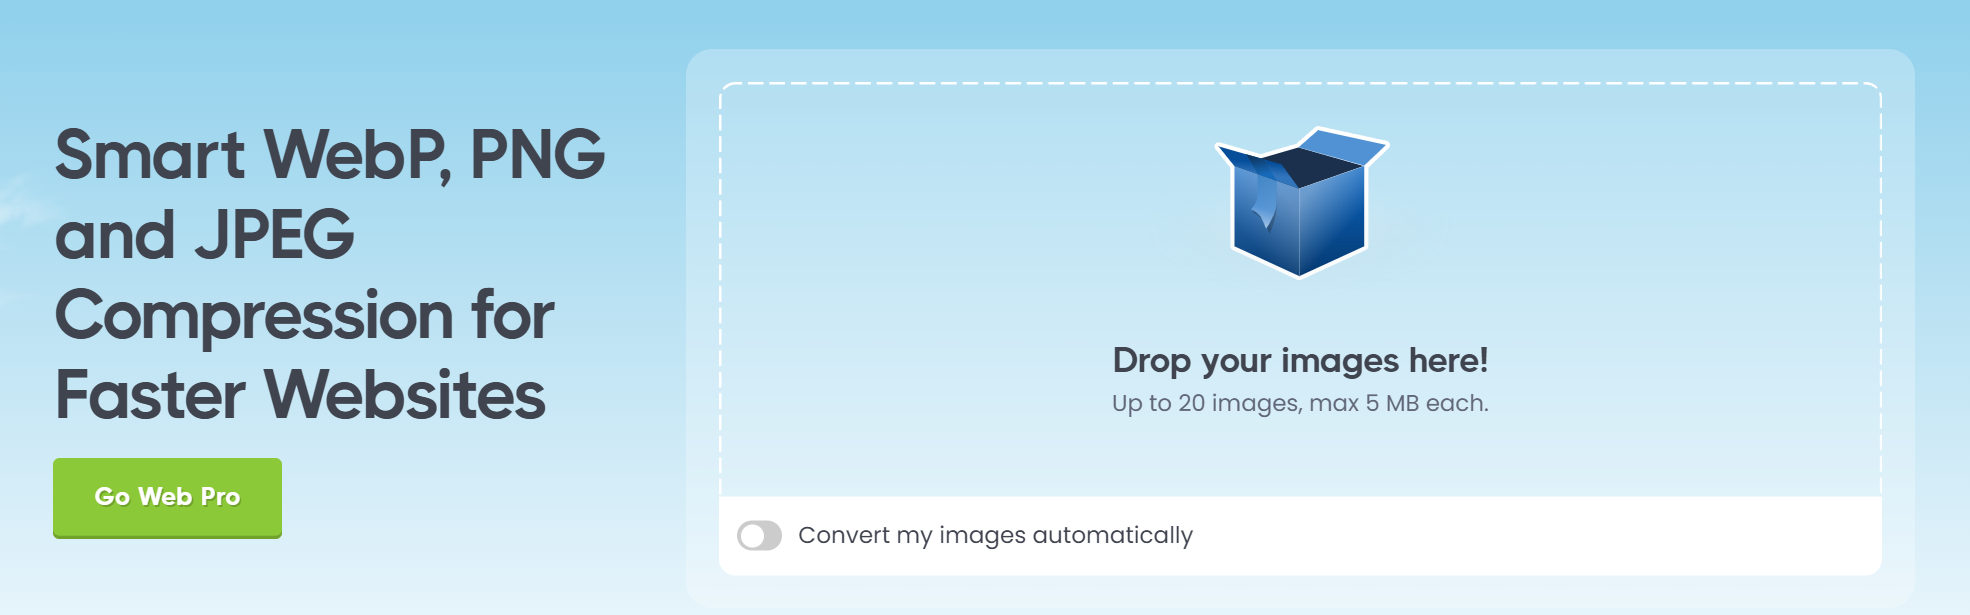 Smart WebP, PNG
and JPEG
Compression for
Faster Websites
Go Web Pro
Drop your images here!
Up to 20 images, max 5 MB each.
Convert my images automatically